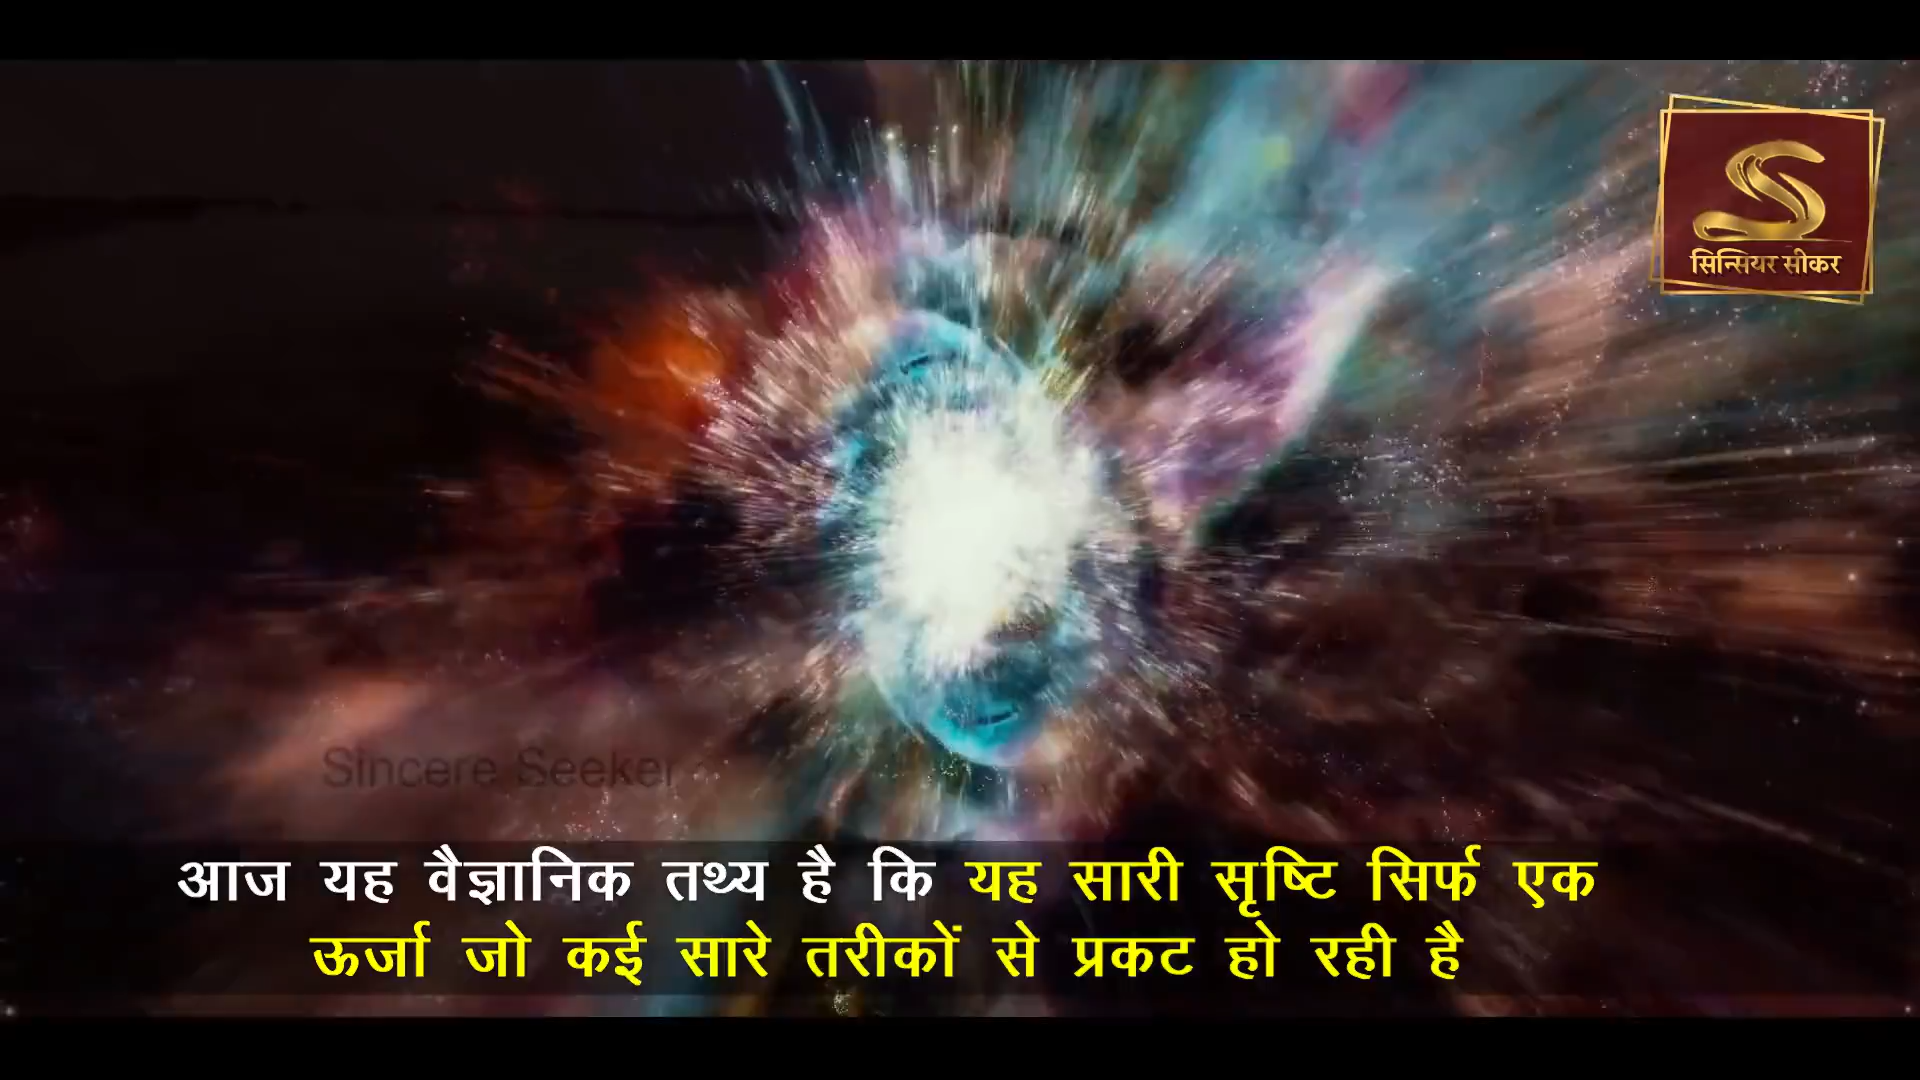 सिन्सियर सीकर
Sincere Seeker
आज यह वैज्ञानिक तथ्य है कि यह सारी सृष्टि सिर्फ एक
ऊर्जा जो कई सारे तरीकों से प्रकट हो रही है